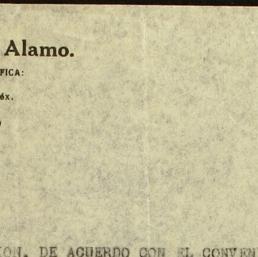 Alamo.
FICA:
éx.
ION, DE ACUERDO CON EL CONVEN